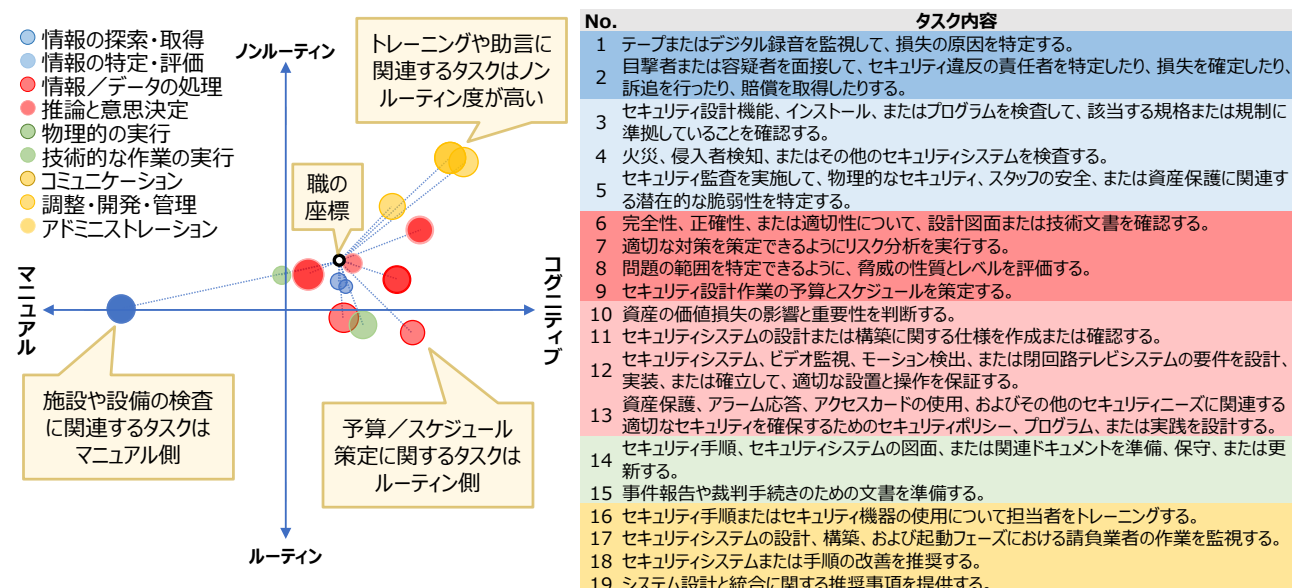 情報の探索・取得
情報の特定・評価
情報／データの処理
推論と意思決定
物理的の実行
技術的な作業の実行
コミュニケーション
調整・開発・管理
アドミニストレーション
ノンルーティン
トレーニングや助言に
関連するタスクはノン
ルーティン度が高い
職の
座標
マニュアル
コグニティブ
施設や設備の検査
に関連するタスクは
マニュアル側
予算／スケジュール
策定に関するタスクは
ルーティン側
ルーティン
No. タスク内容
1 テープまたはデジタル録音を監視して、損失の原因を特定する。
2 目撃者または容疑者を面接して、セキュリティ違反の責任者を特定したり、損失を確定したり、
訴追を行ったり、賠償を取得したりする。
3 セキュリティ設計機能、インストール、またはプログラムを検査して、該当する規格または規制に
準拠していることを確認する。
4 火災、侵入者検知、またはその他のセキュリティシステムを検査する。
5 セキュリティ監査を実施して、物理的なセキュリティ、スタッフの安全、または資産保護に関連す
る潜在的な脆弱性を特定する。
6 完全性、正確性、または適切性について、設計図面または技術文書を確認する。
7 適切な対策を策定できるようにリスク分析を実行する。
8 問題の範囲を特定できるように、脅威の性質とレベルを評価する。
9 セキュリティ設計作業の予算とスケジュールを策定する。
10 資産の価値損失の影響と重要性を判断する。
11 セキュリティシステムの設計または構築に関する仕様を作成または確認する。
12 セキュリティシステム、ビデオ監視、モーション検出、または閉回路テレビシステムの要件を設計、
実装、または確立して、適切な設置と操作を保証する。
13 資産保護、アラーム応答、アクセスカードの使用、およびその他のセキュリティニーズに関連する
適切なセキュリティを確保するためのセキュリティポリシー、プログラム、または実践を設計する。
14 セキュリティ手順、セキュリティシステムの図面、または関連ドキュメントを準備、保守、または更
新する。
15 事件報告や裁判手続きのための文書を準備する。
16 セキュリティ手順またはセキュリティ機器の使用について担当者をトレーニングする。
17 セキュリティシステムの設計、構築、および起動フェーズにおける請負業者の作業を監視する。
18 セキュリティシステムまたは手順の改善を推奨する。
19 システム設計と統合に関する推奨事項を提供する。